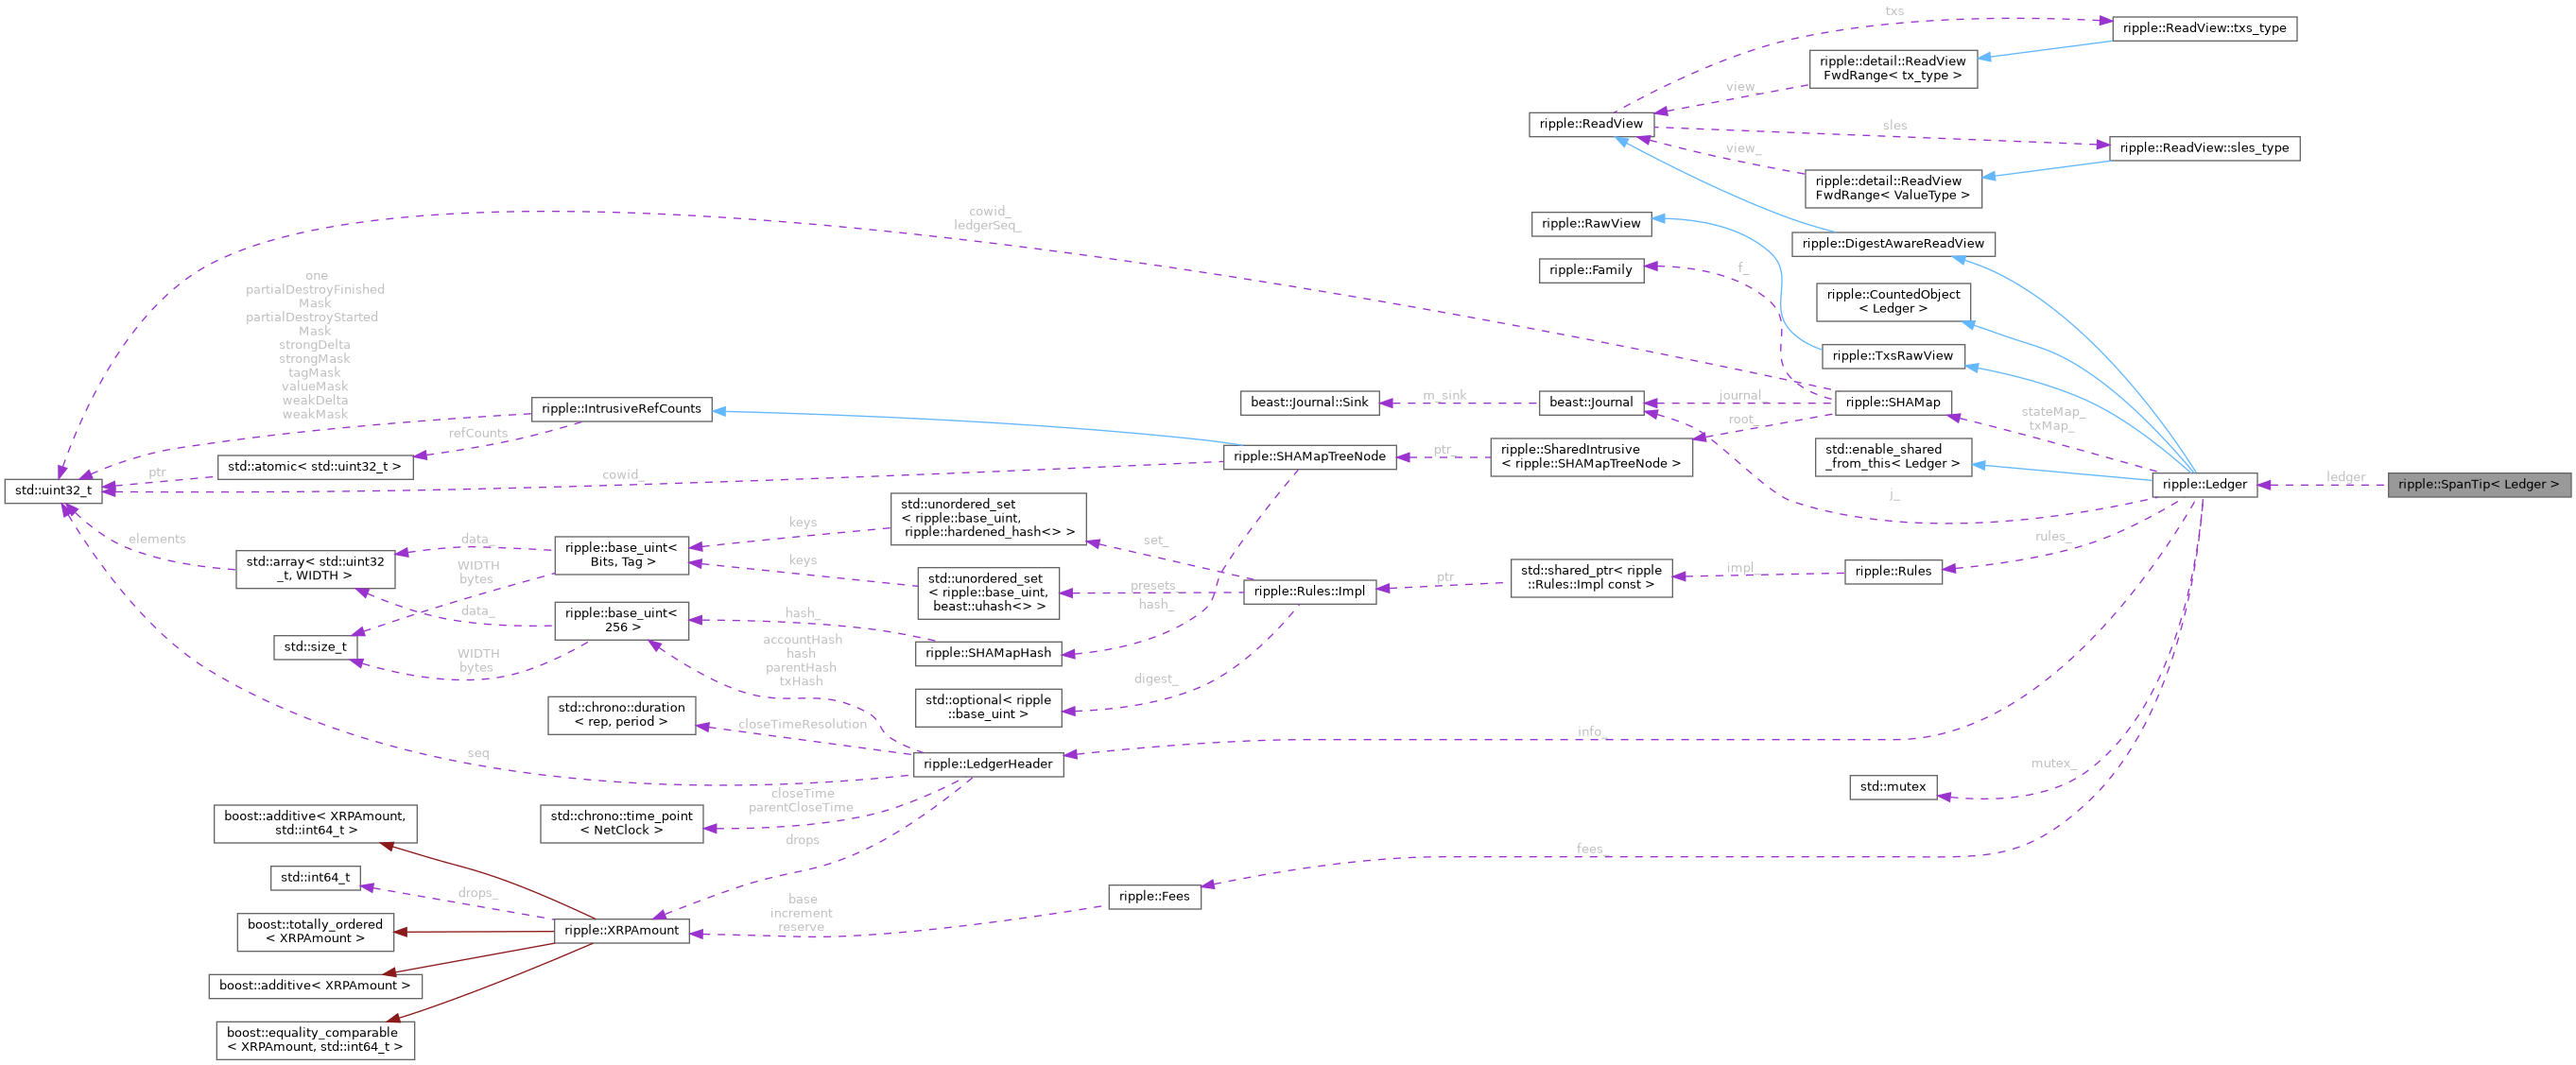 txs
ripple::ReadView::txs_type
ripple::detail::ReadView
FwdRange< tx_type >
view_
ripple::ReadView
sles
ripple::ReadView::sles_type
view_
ripple::detail::ReadView
FwdRange< ValueType >
cowid_
ledgerSeq_
ripple::RawView
ripple::DigestAwareReadView
ripple::Family
f_
one
partialDestroyFinished
Mask
partialDestroyStarted
Mask
strongDelta
strongMask
tagMask
valueMask
weakDelta
weakMask
ripple::CountedObject
< Ledger >
ripple::TxsRawView
ripple::IntrusiveRefCounts
beast::Journal::Sink
m_sink
beast::Journal
journal_
ripple::SHAMap
stateMap_
txMap_
root_
refCounts
ripple::SHAMapTreeNode
ptr_
ripple::SharedIntrusive
< ripple::SHAMapTreeNode >
std::enable_shared
_from_this< Ledger >
std::atomic< std::uint32_t >
ptr
cowid_
std::uint32_t
ripple::Ledger
ledger
ripple::SpanTip< Ledger >
j_
std::unordered_set
< ripple::base_uint,
ripple::hardened_hash<> >
keys
set_
rules_
elements
data_
ripple::base_uint<
Bits, Tag >
std::array< std::uint32
_t, WIDTH >
WIDTH
bytes
keys
std::unordered_set
< ripple::base_uint,
beast::uhash<> >
presets_
ripple::Rules::Impl
ptr
std::shared_ptr< ripple
::Rules::Impl const >
impl_
ripple::Rules
hash_
data_
ripple::base_uint<
256 >
hash_
std::size_t
WIDTH
bytes
accountHash
hash
parentHash
txHash
ripple::SHAMapHash
digest_
std::optional< ripple
::base_uint >
std::chrono::duration
< rep, period >
closeTimeResolution
info_
seq
ripple::LedgerHeader
mutex_
std::mutex
closeTime
parentCloseTime
std::chrono::time_point
< NetClock >
boost::additive< XRPAmount,
std::int64_t >
drops
fees_
std::int64_t
drops_
ripple::Fees
base
increment
reserve
boost::totally_ordered
< XRPAmount >
ripple::XRPAmount
boost::additive< XRPAmount >
boost::equality_comparable
< XRPAmount, std::int64_t >